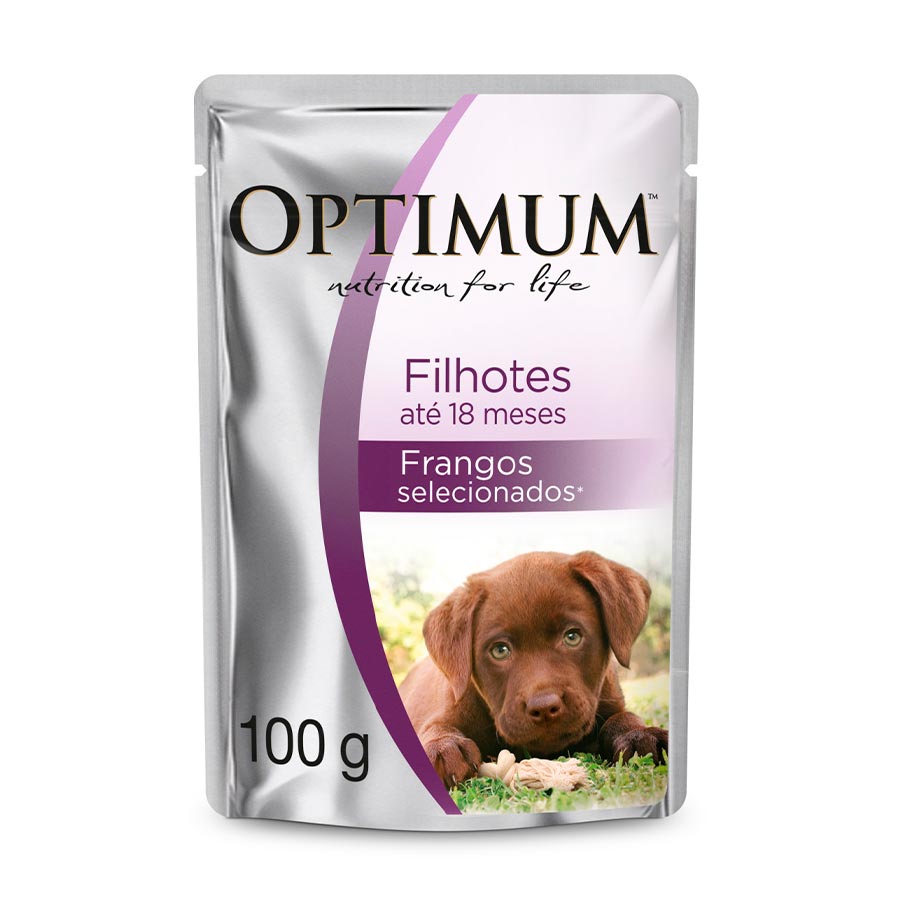 OPTIMUM™
nutrition for life
Filhotes
até 18 meses
Frangos
selecionados*
100 g